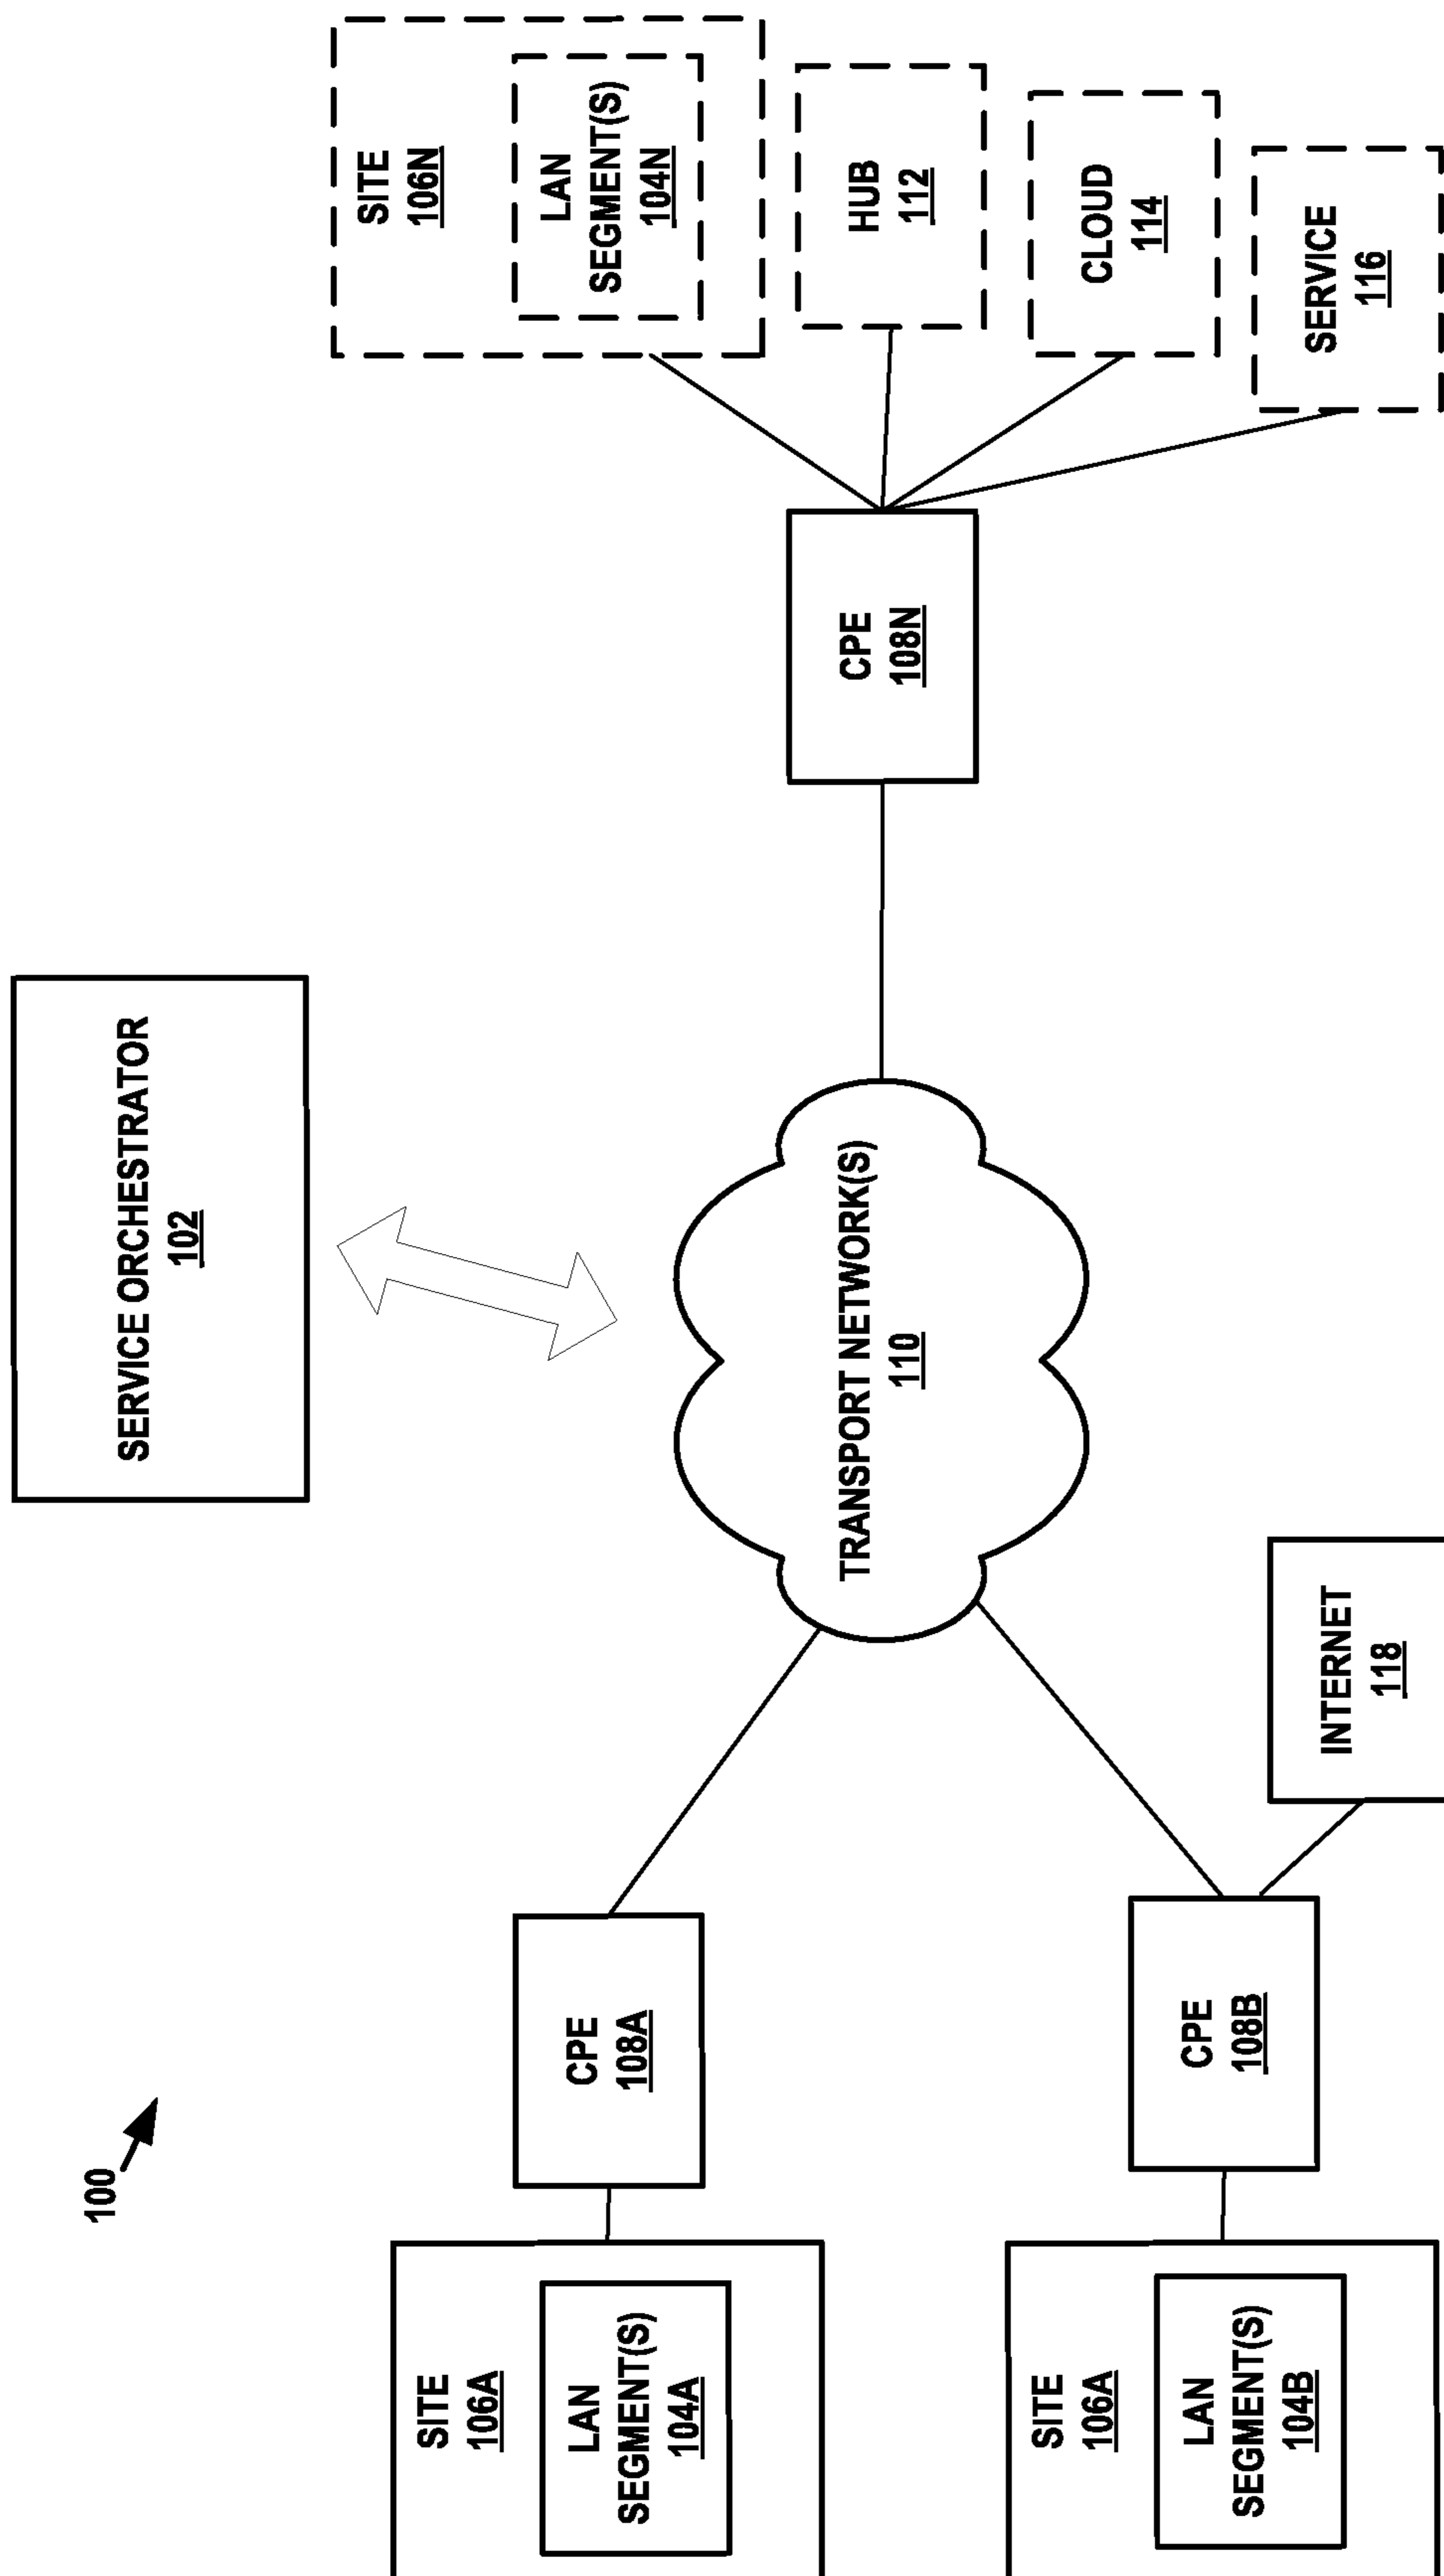 100
SERVICE ORCHESTRATOR
102
SITE
106A
LAN
SEGMENT(S)
104A
CPE
108A
SITE
106A
LAN
SEGMENT(S)
104B
CPE
108B
INTERNET
118
TRANSPORT NETWORK(S)
110
CPE
108N
SITE
106N
LAN
SEGMENT(S)
104N
HUB
112
CLOUD
114
SERVICE
116